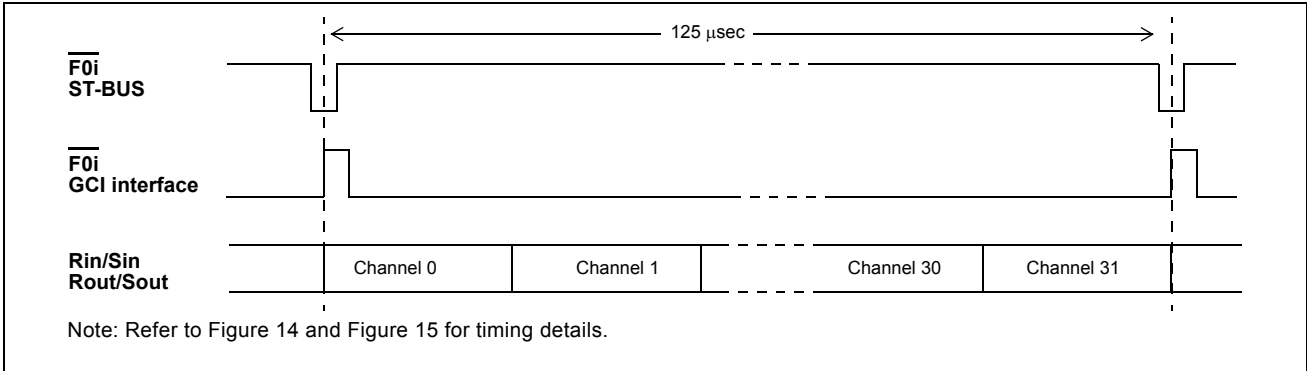 125 μsec
F0i
ST-BUS
F0i
GCI interface
Rin/Sin
Rout/Sout
Channel 0
Channel 1
Channel 30
Channel 31
Note: Refer to Figure 14 and Figure 15 for timing details.